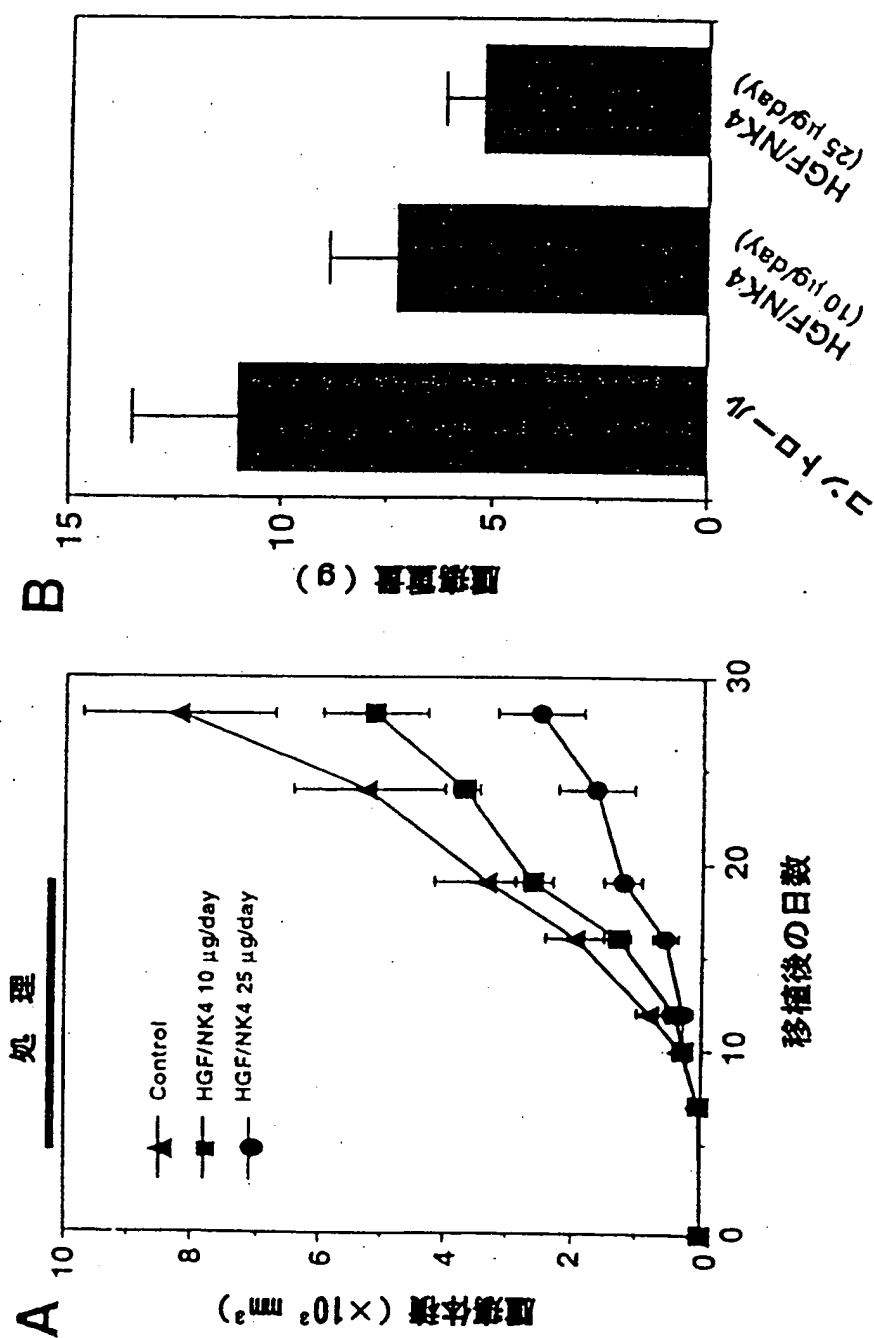 A
処 理
Control
HGF/NK4 10 μg/day
HGF/NK4 25 μg/day
腫瘍体積 (×10³ mm³)
10
8
6
4
2
0
0
10
20
30
移植後の日数
B
腫瘍重量 (g)
15
10
5
0
コントロール
HGF/NK4
(10 μg/day)
HGF/NK4
(25 μg/day)